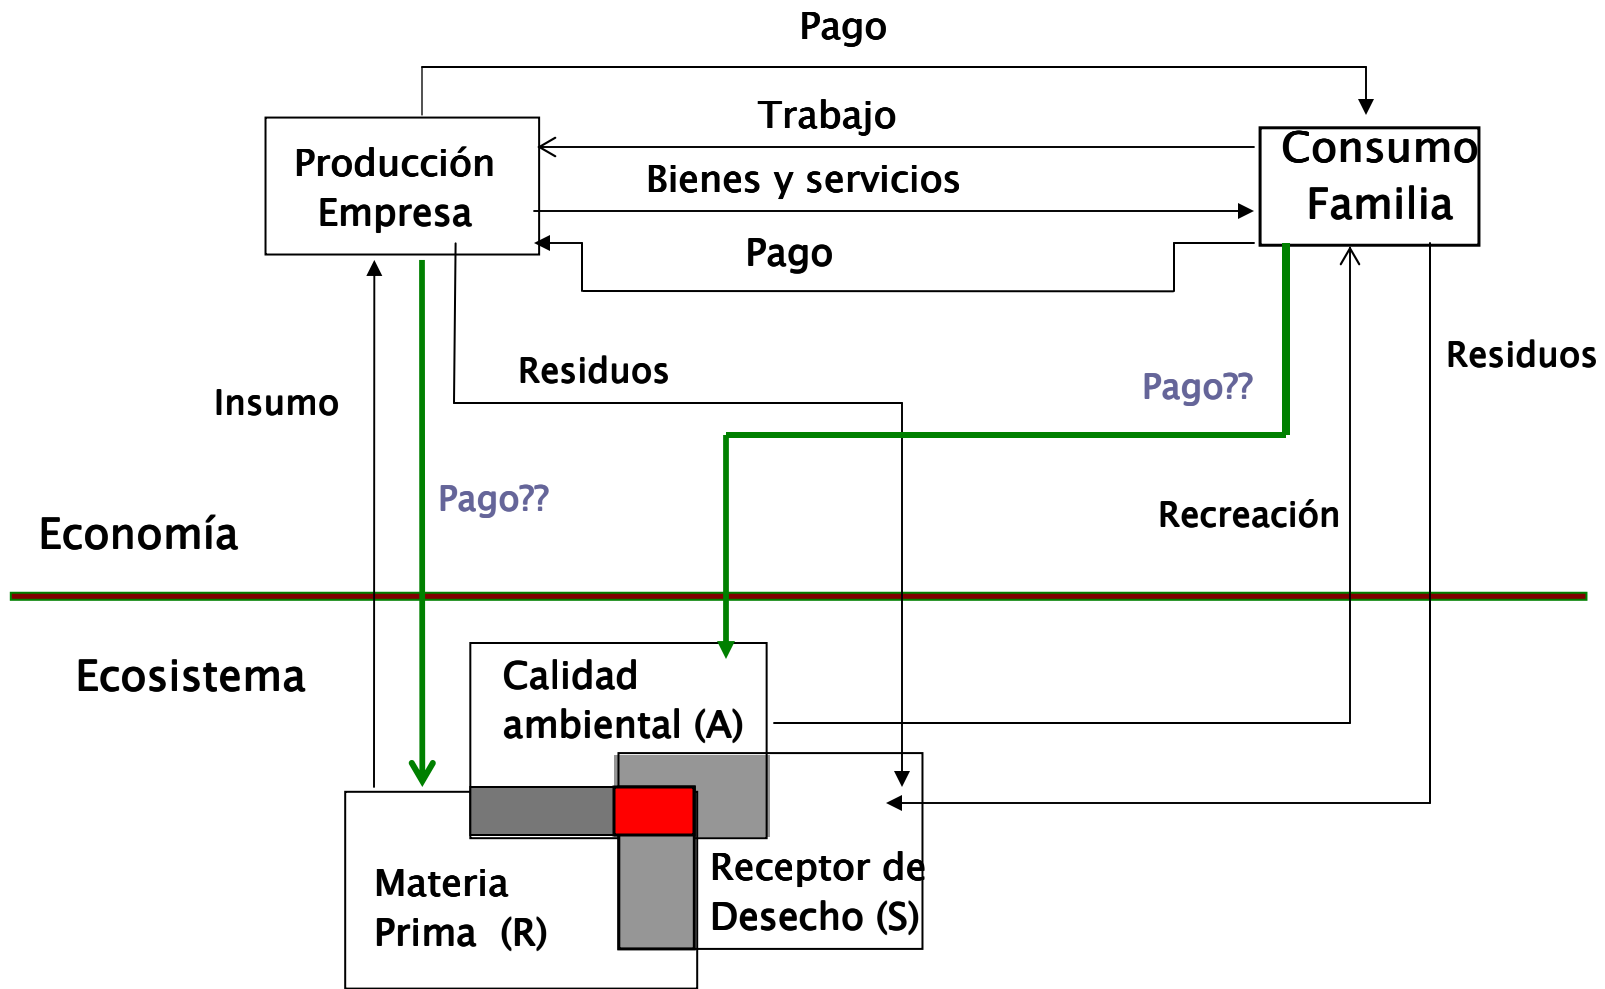 Pago
Trabajo
Producción
Empresa
Bienes y servicios
Consumo
Familia
Pago
Residuos
Residuos
Insumo
Pago??
Pago??
Recreación
Economía
Ecosistema
Calidad
ambiental (A)
Materia
Prima (R)
Receptor de
Desecho (S)